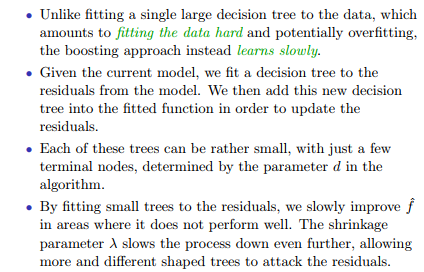 • Unlike fitting a single large decision tree to the data, which
amounts to fitting the data hard and potentially overfitting,
the boosting approach instead learns slowly.
• Given the current model, we fit a decision tree to the
residuals from the model. We then add this new decision
tree into the fitted function in order to update the
residuals.
• Each of these trees can be rather small, with just a few
terminal nodes, determined by the parameter d in the
algorithm.
• By fitting small trees to the residuals, we slowly improve f̂
in areas where it does not perform well. The shrinkage
parameter λ slows the process down even further, allowing
more and different shaped trees to attack the residuals.